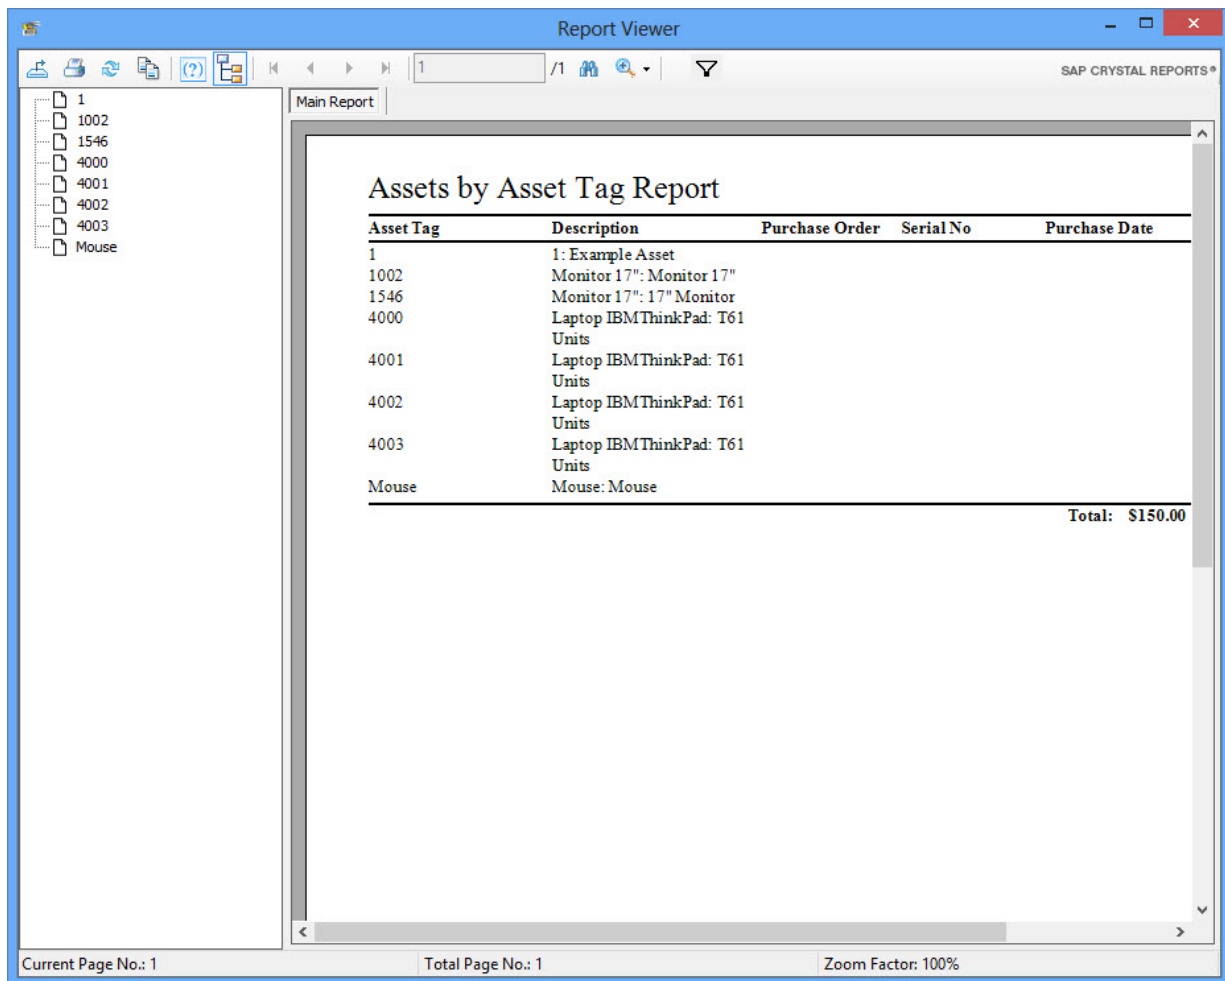 Report Viewer
1 /1
SAP CRYSTAL REPORTS®
1
1002
1546
4000
4001
4002
4003
Mouse
Main Report
Assets by Asset Tag Report
Asset Tag Description Purchase Order Serial No Purchase Date
1 1: Example Asset
1002 Monitor 17": Monitor 17"
1546 Monitor 17": 17" Monitor
4000 Laptop IBMThinkPad: T61
Units
4001 Laptop IBMThinkPad: T61
Units
4002 Laptop IBMThinkPad: T61
Units
4003 Laptop IBMThinkPad: T61
Units
Mouse Mouse: Mouse
Total: $150.00
Current Page No.: 1 Total Page No.: 1 Zoom Factor: 100%